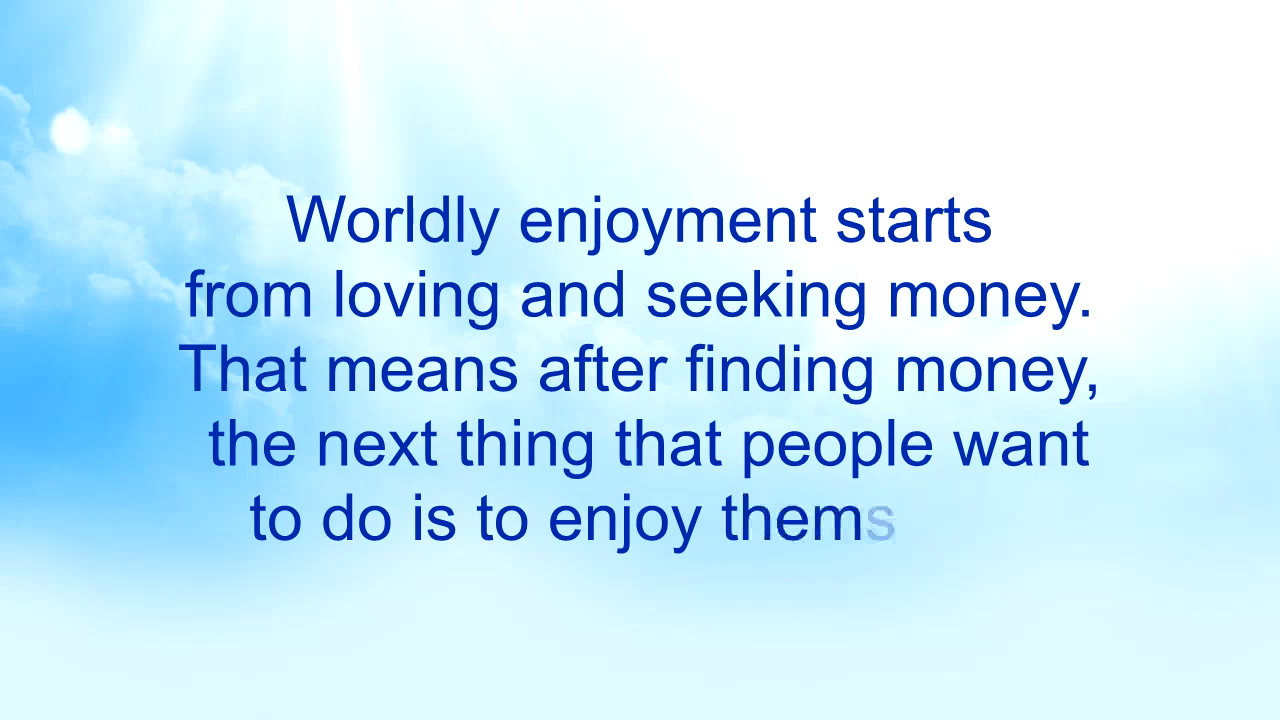 Worldly enjoyment starts
from loving and seeking money.
That means after finding money,
the next thing that people want
to do is to enjoy thems